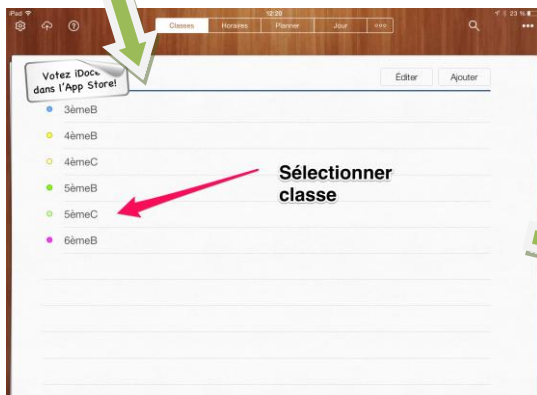 iPad 12:20 23 %
Classes Horaires Planner Jour
Votez iDoc
dans l'App Store!
Éditer Ajouter
3èmeB
4èmeB
4èmeC
5èmeB
5èmeC
6èmeB
Sélectionner
classe